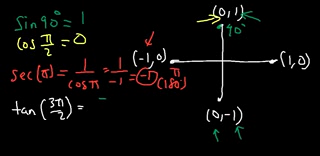 sin 90° = 1
cos π/2 = 0
sec(π) = 1/cos π = 1/-1 = -1
tan(3π/2) =
(0,1)
90°
(-1,0)
π
(180°)
(1,0)
(0,-1)